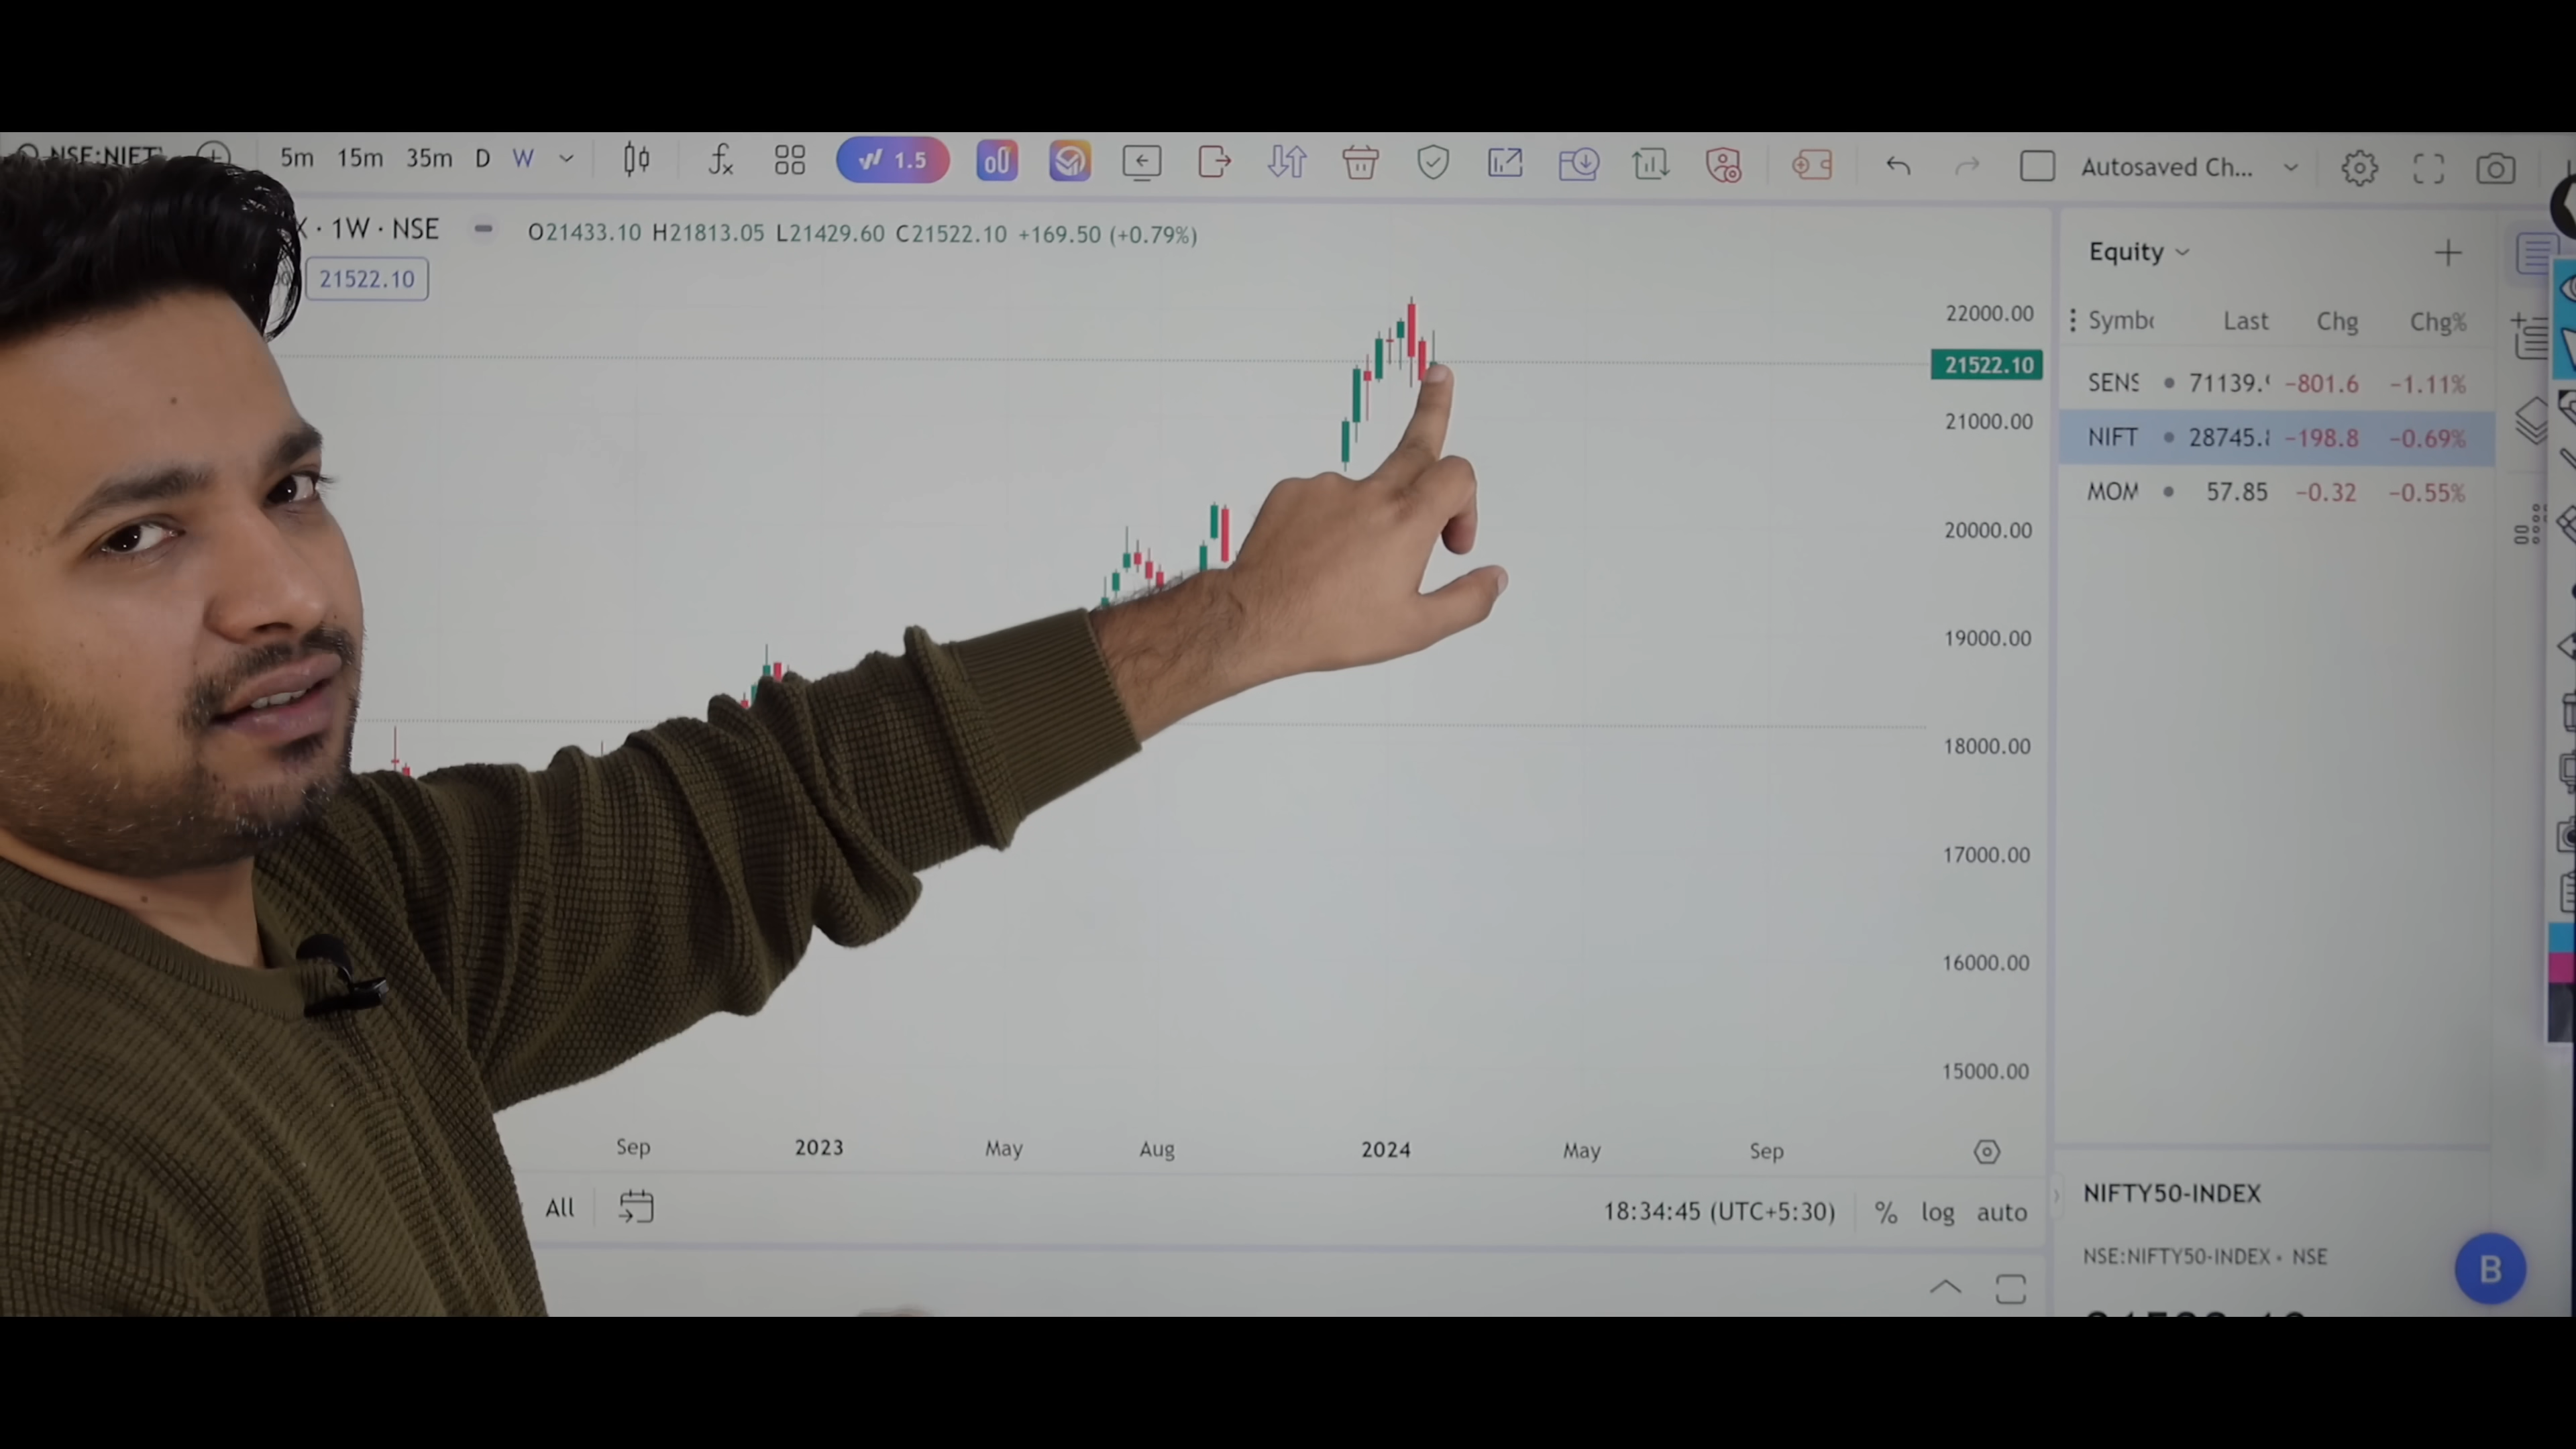 NSE:NIFT
5m 15m 35m D W
1.5
Autosaved Ch...
· 1W · NSE
O21433.10 H21813.05 L21429.60 C21522.10 +169.50 (+0.79%)
21522.10
22000.00
21522.10
21000.00
20000.00
19000.00
18000.00
17000.00
16000.00
15000.00
Sep 2023 May Aug 2024 May Sep
All
18:34:45 (UTC+5:30) % log auto
Equity
Symb Last Chg Chg%
SENS 71139. −801.6 −1.11%
NIFT 28745. −198.8 −0.69%
MOM 57.85 −0.32 −0.55%
NIFTY50-INDEX
NSE:NIFTY50-INDEX • NSE
B